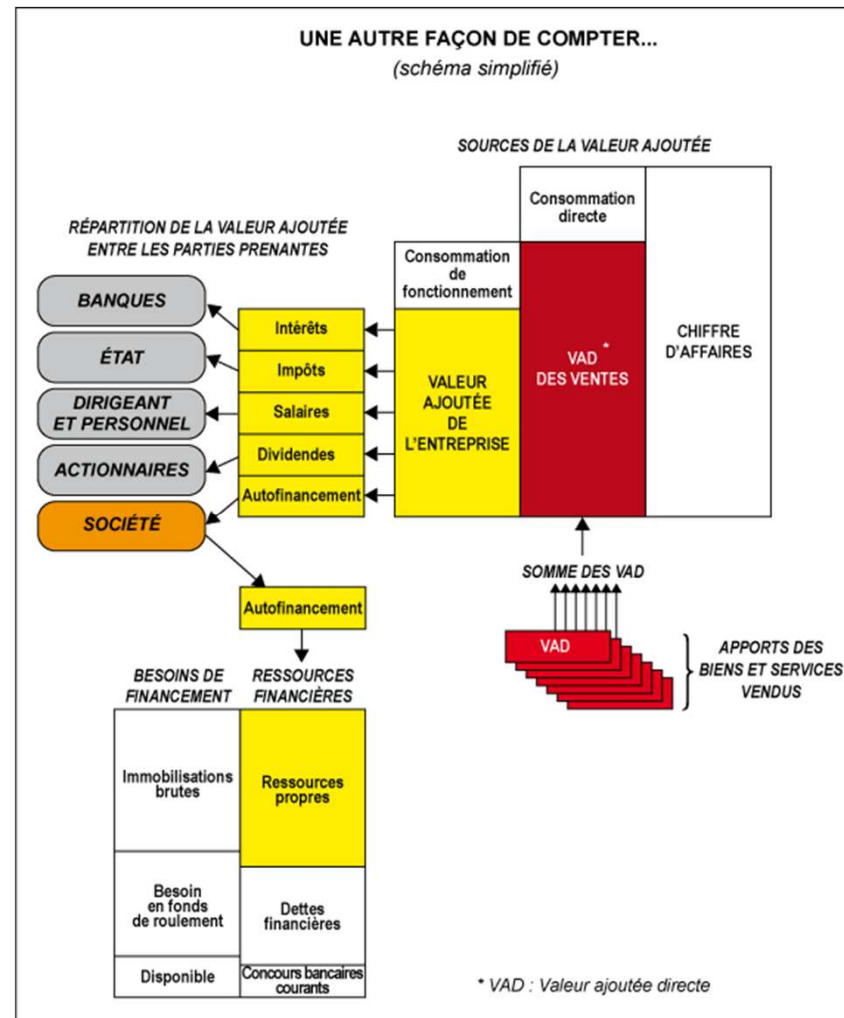 UNE AUTRE FAÇON DE COMPTER...
(schéma simplifié)
SOURCES DE LA VALEUR AJOUTÉE
RÉPARTITION DE LA VALEUR AJOUTÉE
ENTRE LES PARTIES PRENANTES
BANQUES
ÉTAT
DIRIGEANT
ET PERSONNEL
ACTIONNAIRES
SOCIÉTÉ
Intérêts
Impôts
Salaires
Dividendes
Autofinancement
Consommation
de
fonctionnement
VALEUR
AJOUTÉE
DE
L'ENTREPRISE
Consommation
directe
VAD *
DES VENTES
CHIFFRE
D'AFFAIRES
SOMME DES VAD
VAD
APPORTS DES
BIENS ET SERVICES
VENDUS
Autofinancement
BESOINS DE
FINANCEMENT
RESSOURCES
FINANCIÈRES
Immobilisations
brutes
Besoin
en fonds
de roulement
Disponible
Ressources
propres
Dettes
financières
Concours bancaires
courants
* VAD : Valeur ajoutée directe